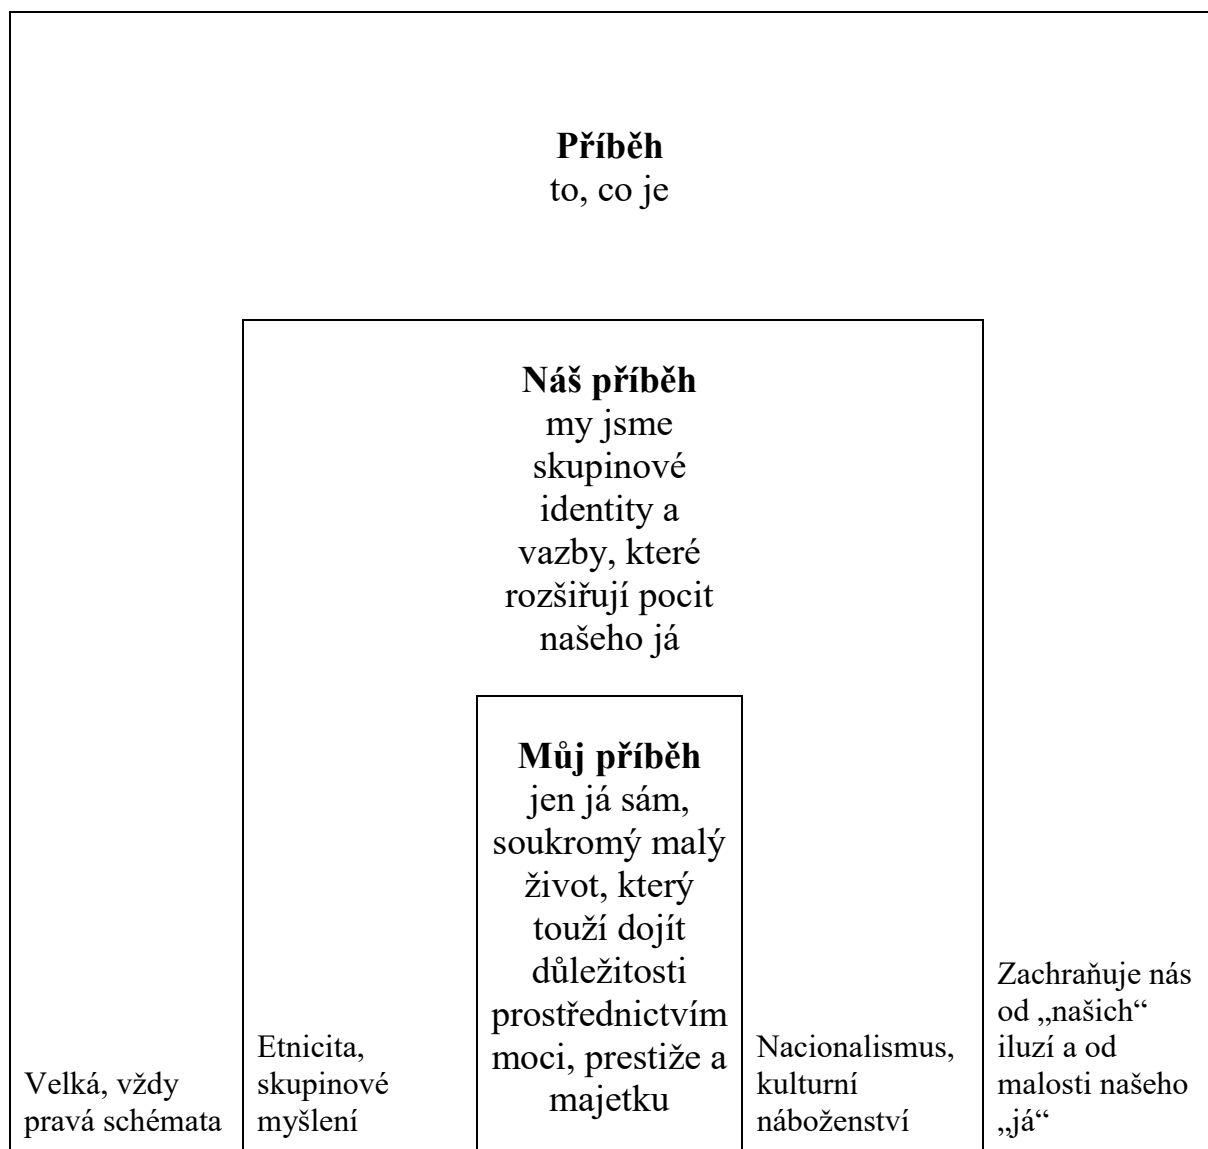 Příběh
to, co je
Náš příběh
my jsme
skupinové
identity a
vazby, které
rozšiřují pocit
našeho já
Můj příběh
jen já sám,
soukromý malý
život, který
touží dojít
důležitosti
prostřednictvím
moci, prestiže a
majetku
Velká, vždy
pravá schémata
Etnicita,
skupinové
myšlení
Nacionalismus,
kulturní
náboženství
Zachraňuje nás
od „našich“
iluzí a od
malosti našeho
„já“